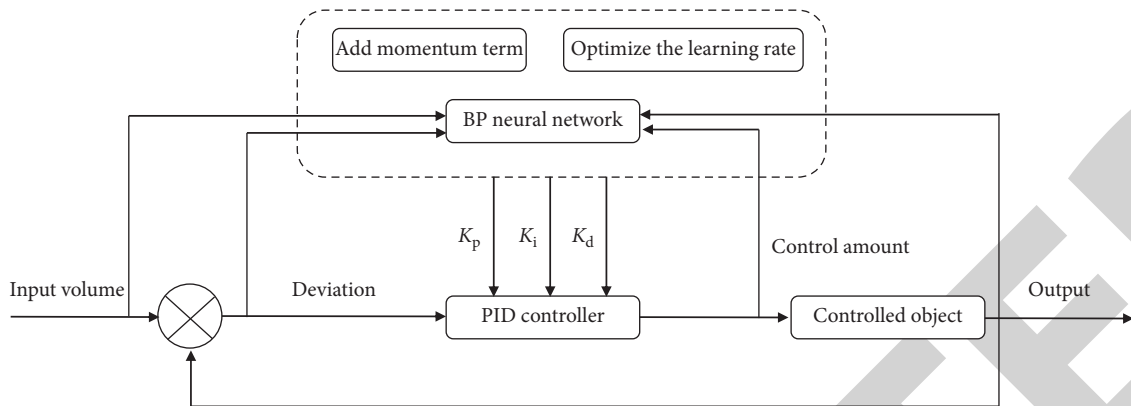 Add momentum term
Optimize the learning rate
BP neural network
Kp
Ki
Kd
Control amount
Input volume
Deviation
PID controller
Controlled object
Output